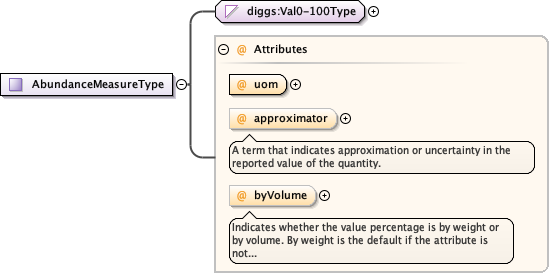 diggs:Val0-100Type
@ Attributes
AbundanceMeasureType
@ uom
@ approximator
A term that indicates approximation or uncertainty in the
reported value of the quantity.
@ byVolume
Indicates whether the value percentage is by weight or
by volume. By weight is the default if the attribute is
not...